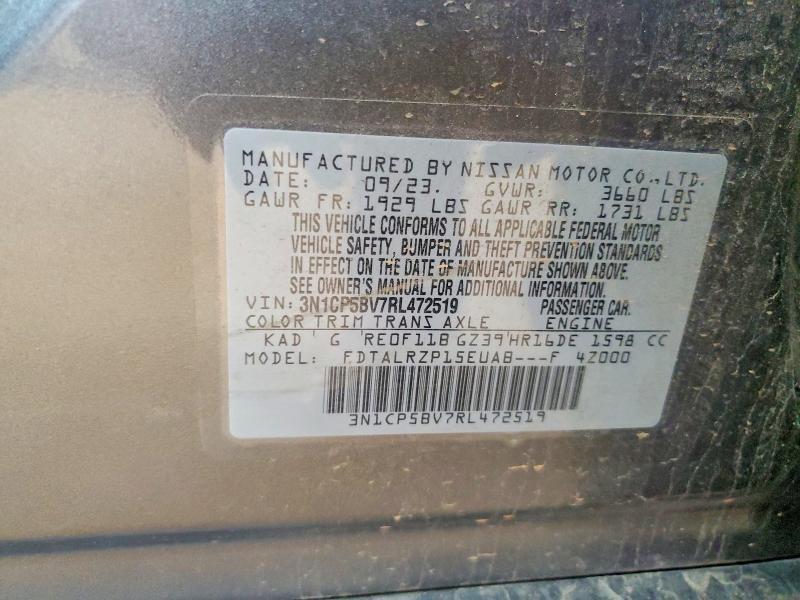 MANUFACTURED BY NISSAN MOTOR CO., LTD.
DATE: 09/23. GVWR: 3660 LBS
GAWR FR: 1929 LBS GAWR RR: 1731 LBS
THIS VEHICLE CONFORMS TO ALL APPLICABLE FEDERAL MOTOR
VEHICLE SAFETY, BUMPER AND THEFT PREVENTION STANDARDS
IN EFFECT ON THE DATE OF MANUFACTURE SHOWN ABOVE.
SEE OWNER'S MANUAL FOR ADDITIONAL INFORMATION.
VIN: 3N1CP5BV7RL472519 PASSENGER CAR.
COLOR TRIM TRANS AXLE ENGINE
KAD 'G 'RE0F11B GZ39'HR16DE 1598 CC
MODEL: FDTALRZP15EUAB---F 4Z000
3N1CP5BV7RL472519